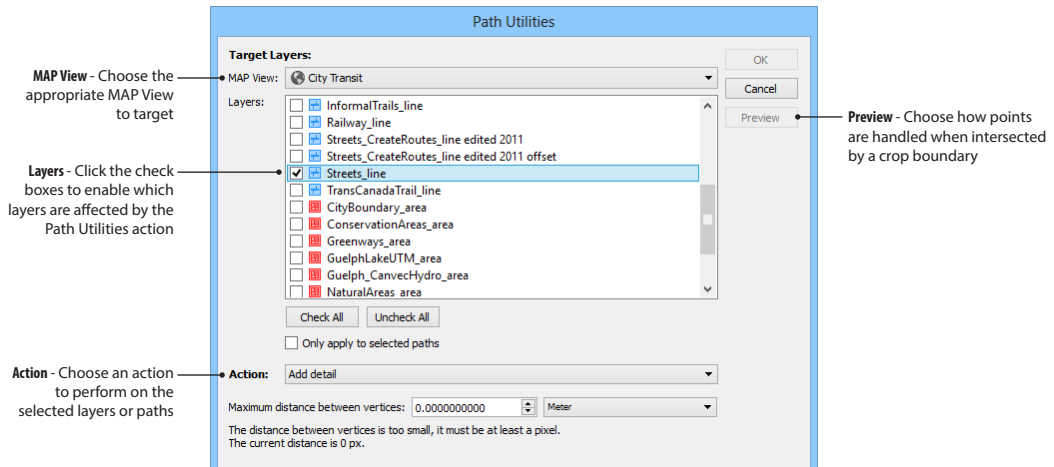 Path Utilities
Target Layers:
MAP View: City Transit
OK
Cancel
Preview
Layers:
InformalTrails_line
Railway_line
Streets_CreateRoutes_line edited 2011
Streets_CreateRoutes_line edited 2011 offset
Streets_line
TransCanadaTrail_line
CityBoundary_area
ConservationAreas_area
Greenways_area
GuelphLakeUTM_area
Guelph_CanvecHydro_area
NaturalAreas_area
Check All Uncheck All
Only apply to selected paths
Action: Add detail
Maximum distance between vertices: 0.0000000000 Meter
The distance between vertices is too small, it must be at least a pixel.
The current distance is 0 px.
MAP View - Choose the
appropriate MAP View
to target
Layers - Click the check
boxes to enable which
layers are affected by the
Path Utilities action
Action - Choose an action
to perform on the
selected layers or paths
Preview - Choose how points
are handled when intersected
by a crop boundary